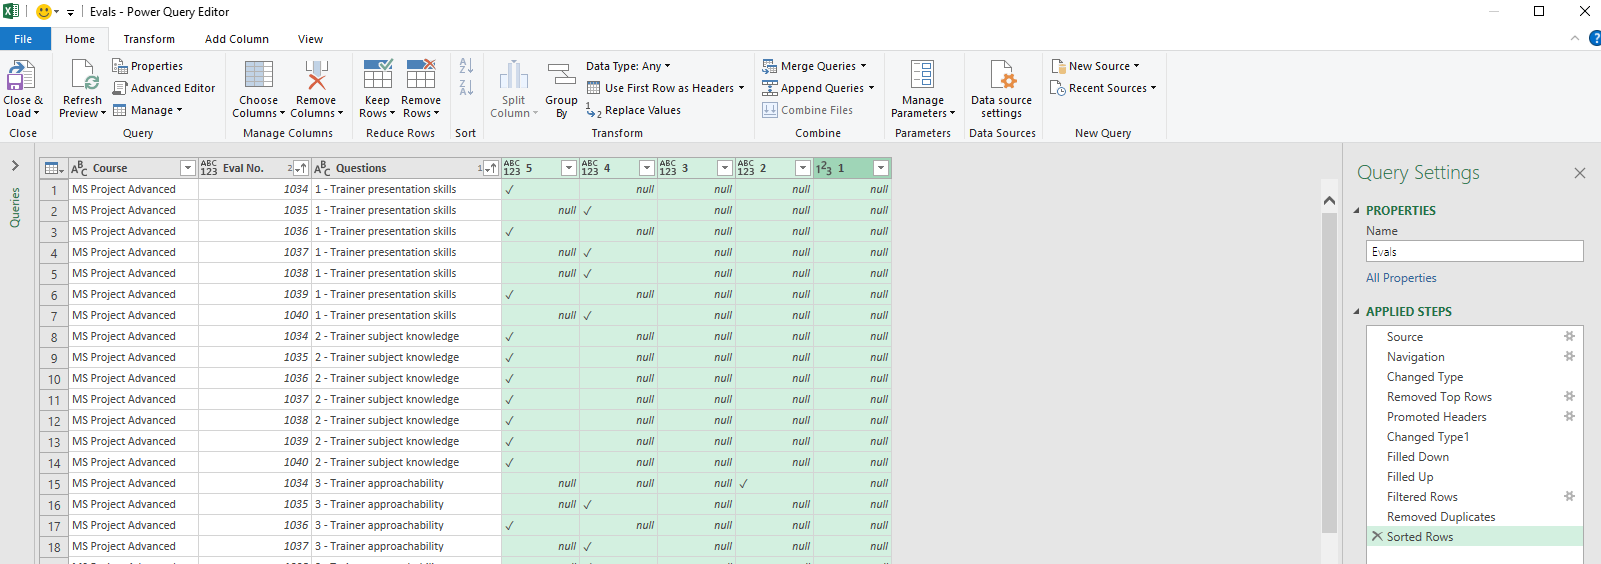 Evals - Power Query Editor
File Home Transform Add Column View
Close & Load
Close
Refresh Preview
Properties
Advanced Editor
Manage
Query
Choose Columns
Remove Columns
Manage Columns
Keep Rows
Remove Rows
Reduce Rows
A Z
Z A
Sort
Split Column
Group By
Data Type: Any
Use First Row as Headers
1 2 Replace Values
Transform
Merge Queries
Append Queries
Combine Files
Combine
Manage Parameters
Parameters
Data source settings
Data Sources
New Source
Recent Sources
New Query
Queries
ABC Course ABC 123 Eval No. 2 ABC Questions 1 ABC 123 5 ABC 123 4 ABC 123 3 ABC 123 2 123 1
1 MS Project Advanced 1034 1 - Trainer presentation skills ✓ null null null null
2 MS Project Advanced 1035 1 - Trainer presentation skills null ✓ null null null
3 MS Project Advanced 1036 1 - Trainer presentation skills ✓ null null null null
4 MS Project Advanced 1037 1 - Trainer presentation skills null ✓ null null null
5 MS Project Advanced 1038 1 - Trainer presentation skills null ✓ null null null
6 MS Project Advanced 1039 1 - Trainer presentation skills ✓ null null null null
7 MS Project Advanced 1040 1 - Trainer presentation skills null ✓ null null null
8 MS Project Advanced 1034 2 - Trainer subject knowledge ✓ null null null null
9 MS Project Advanced 1035 2 - Trainer subject knowledge ✓ null null null null
10 MS Project Advanced 1036 2 - Trainer subject knowledge ✓ null null null null
11 MS Project Advanced 1037 2 - Trainer subject knowledge ✓ null null null null
12 MS Project Advanced 1038 2 - Trainer subject knowledge ✓ null null null null
13 MS Project Advanced 1039 2 - Trainer subject knowledge ✓ null null null null
14 MS Project Advanced 1040 2 - Trainer subject knowledge ✓ null null null null
15 MS Project Advanced 1034 3 - Trainer approachability null null null ✓ null
16 MS Project Advanced 1035 3 - Trainer approachability null ✓ null null null
17 MS Project Advanced 1036 3 - Trainer approachability ✓ null null null null
18 MS Project Advanced 1037 3 - Trainer approachability null ✓ null null null
Query Settings
PROPERTIES
Name
Evals
All Properties
APPLIED STEPS
Source
Navigation
Changed Type
Removed Top Rows
Promoted Headers
Changed Type1
Filled Down
Filled Up
Filtered Rows
Removed Duplicates
Sorted Rows